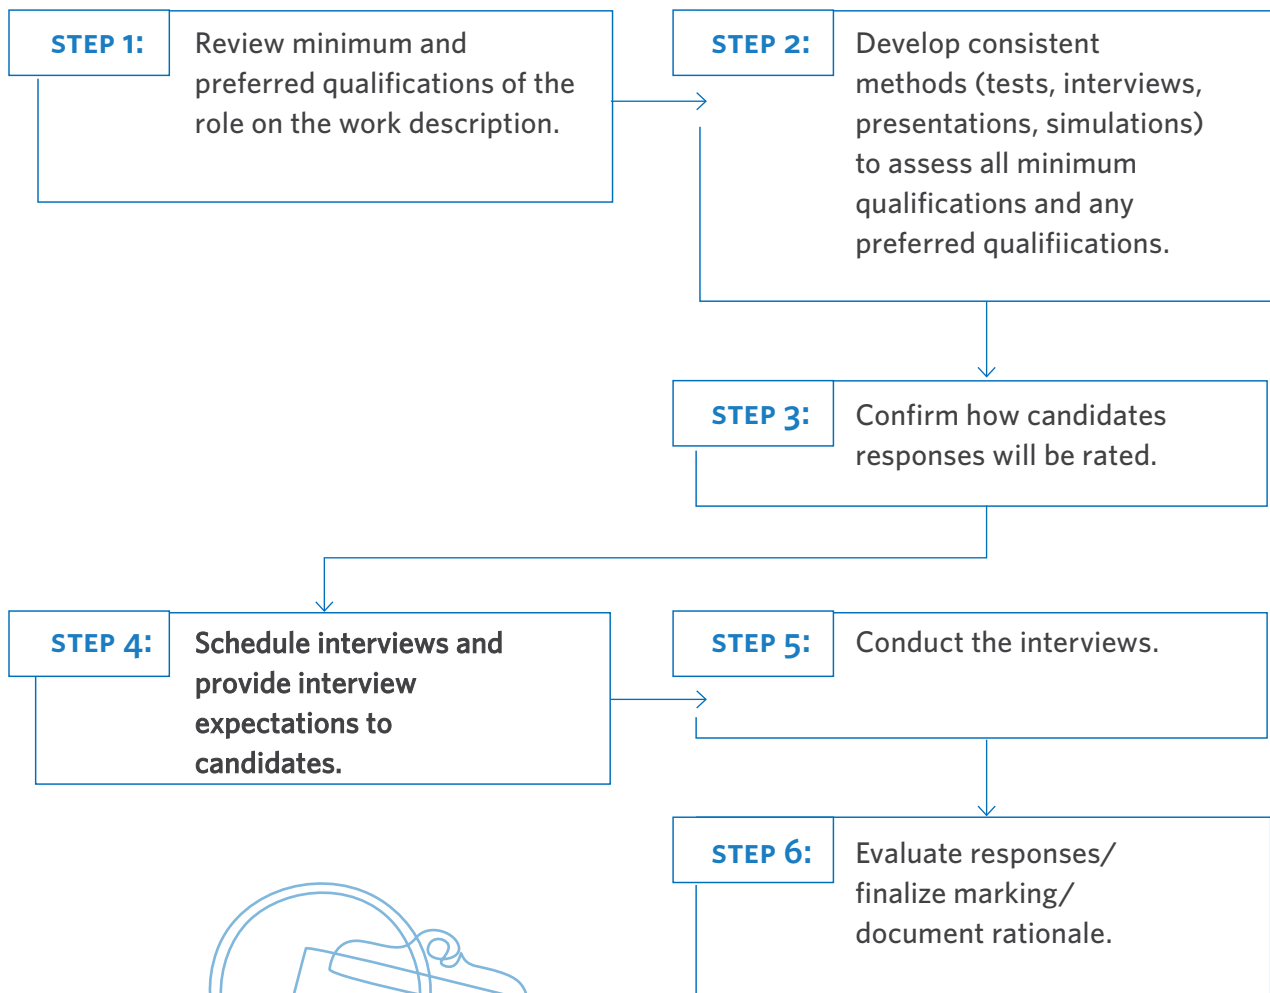 STEP 1:
Review minimum and
preferred qualifications of the
role on the work description.
STEP 2:
Develop consistent
methods (tests, interviews,
presentations, simulations)
to assess all minimum
qualifications and any
preferred qualifiications.
STEP 3:
Confirm how candidates
responses will be rated.
STEP 4:
Schedule interviews and
provide interview
expectations to
candidates.
STEP 5:
Conduct the interviews.
STEP 6:
Evaluate responses/
finalize marking/
document rationale.